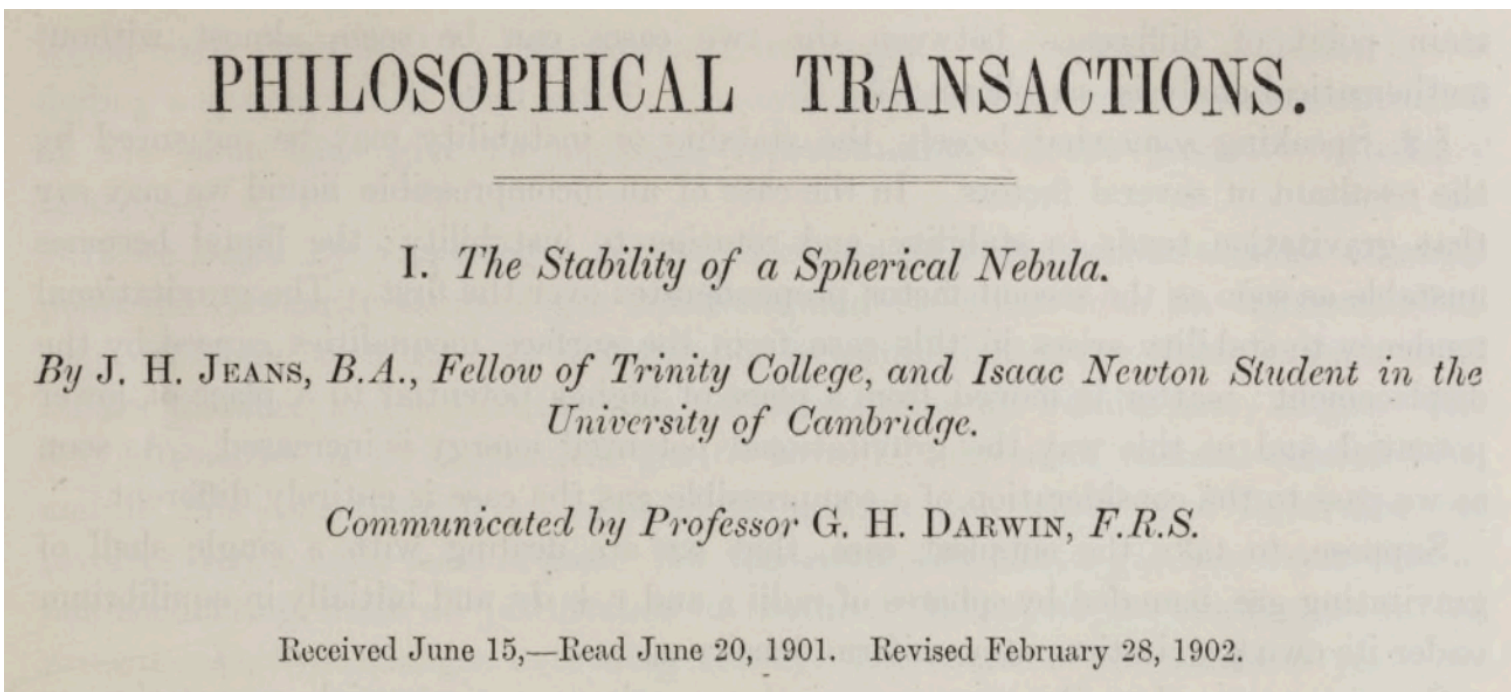 PHILOSOPHICAL TRANSACTIONS.
I. The Stability of a Spherical Nebula.
By J. H. JEANS, B.A., Fellow of Trinity College, and Isaac Newton Student in the
University of Cambridge.
Communicated by Professor G. H. DARWIN, F.R.S.
Received June 15,—Read June 20, 1901. Revised February 28, 1902.